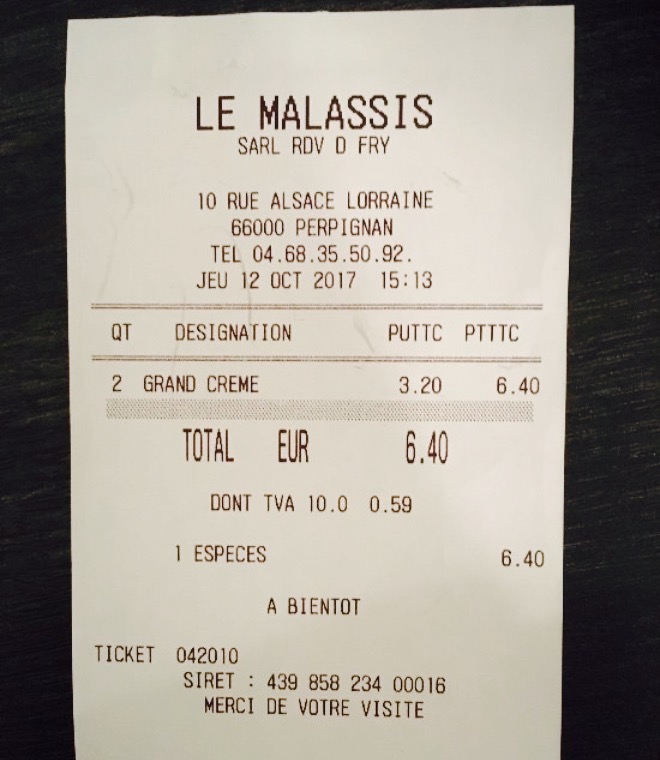 LE MALASSIS
SARL RDV D FRY
10 RUE ALSACE LORRAINE
66000 PERPIGNAN
TEL 04.68.35.50.92.
JEU 12 OCT 2017 15:13
QT DESIGNATION PUTTC PTTTC
2 GRAND CREME 3.20 6.40
TOTAL EUR 6.40
DONT TVA 10.0 0.59
1 ESPECES 6.40
A BIENTOT
TICKET 042010
SIRET : 439 858 234 00016
MERCI DE VOTRE VISITE